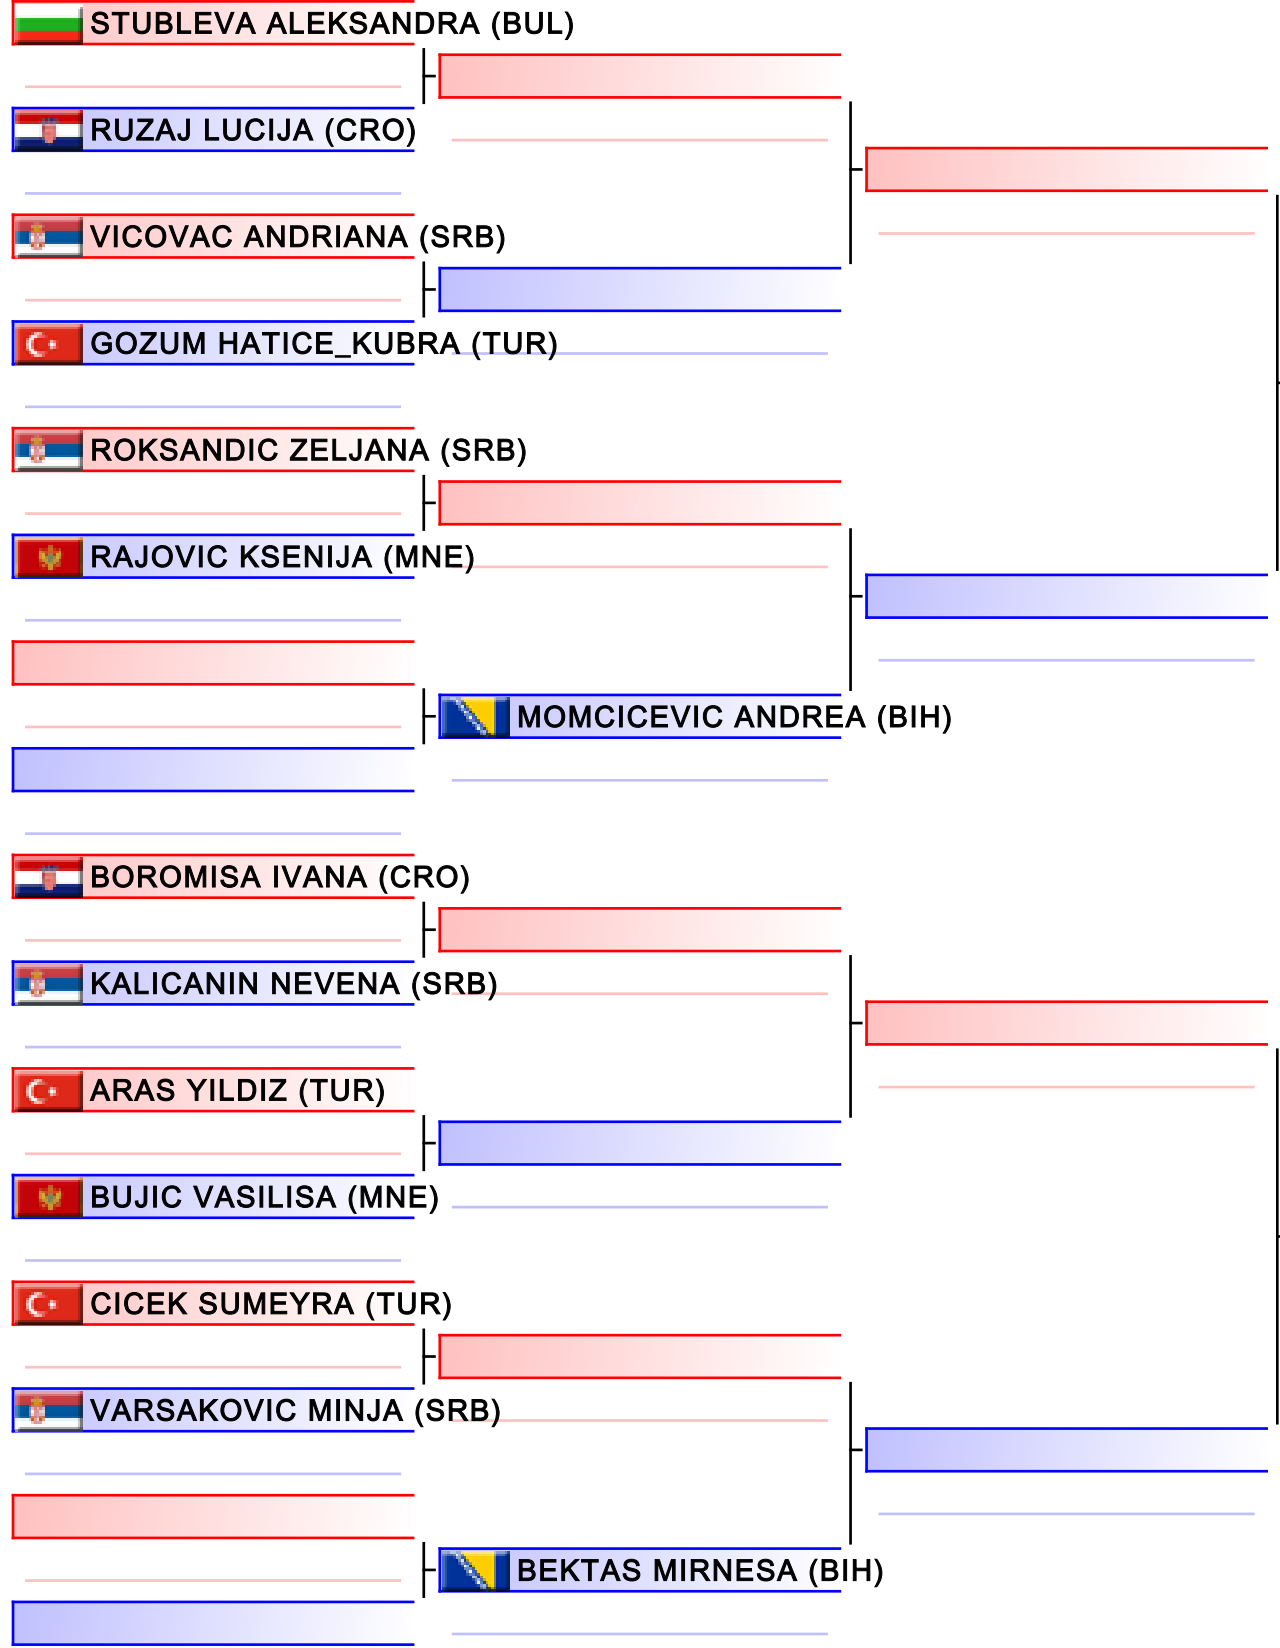 STUBLEVA ALEKSANDRA (BUL)
RUZAJ LUCIJA (CRO)
VICOVAC ANDRIANA (SRB)
GOZUM HATICE_KUBRA (TUR)
ROKSANDIC ZELJANA (SRB)
RAJOVIC KSENIJA (MNE)
MOMCICEVIC ANDREA (BIH)
BOROMISA IVANA (CRO)
KALICANIN NEVENA (SRB)
ARAS YILDIZ (TUR)
BUJIC VASILISA (MNE)
CICEK SUMEYRA (TUR)
VARSAKOVIC MINJA (SRB)
BEKTAS MIRNESA (BIH)